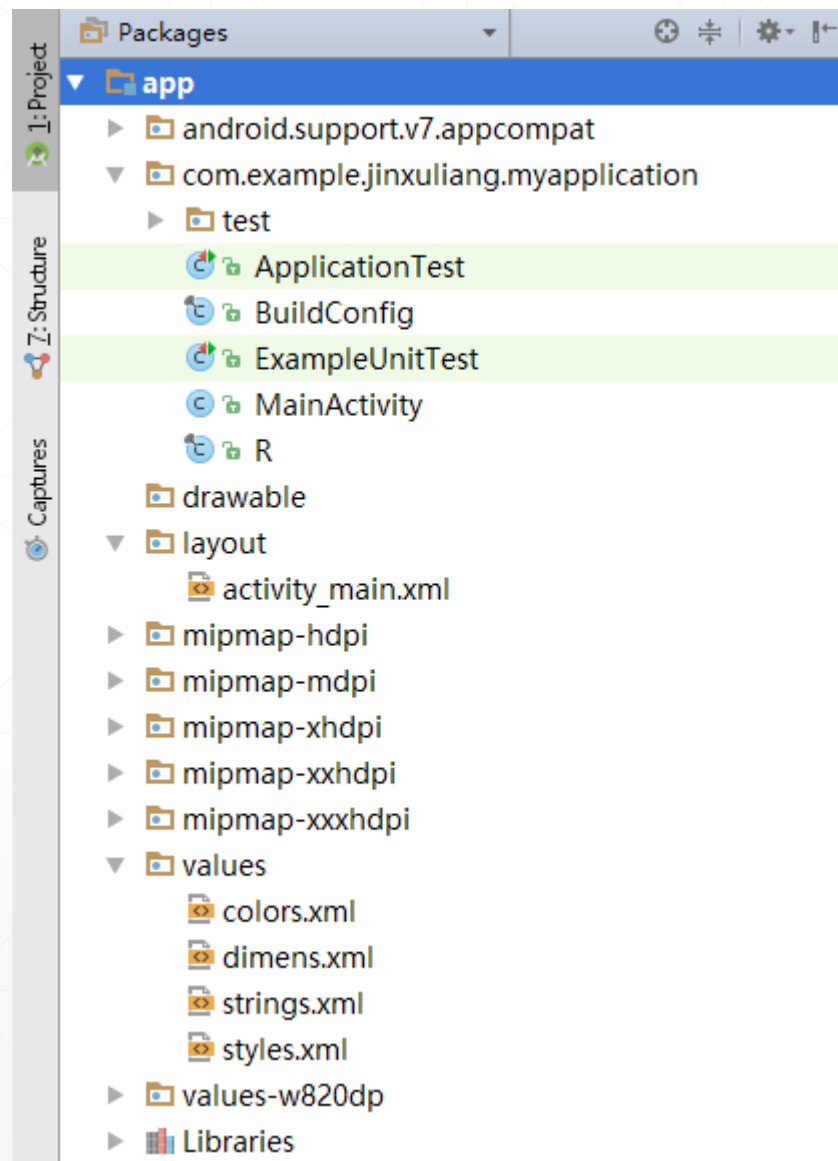 Packages
1: Project
7: Structure
Captures
app
android.support.v7.appcompat
com.example.jinxuliang.myapplication
test
ApplicationTest
BuildConfig
ExampleUnitTest
MainActivity
R
drawable
layout
activity_main.xml
mipmap-hdpi
mipmap-mdpi
mipmap-xhdpi
mipmap-xxhdpi
mipmap-xxxhdpi
values
colors.xml
dimens.xml
strings.xml
styles.xml
values-w820dp
Libraries